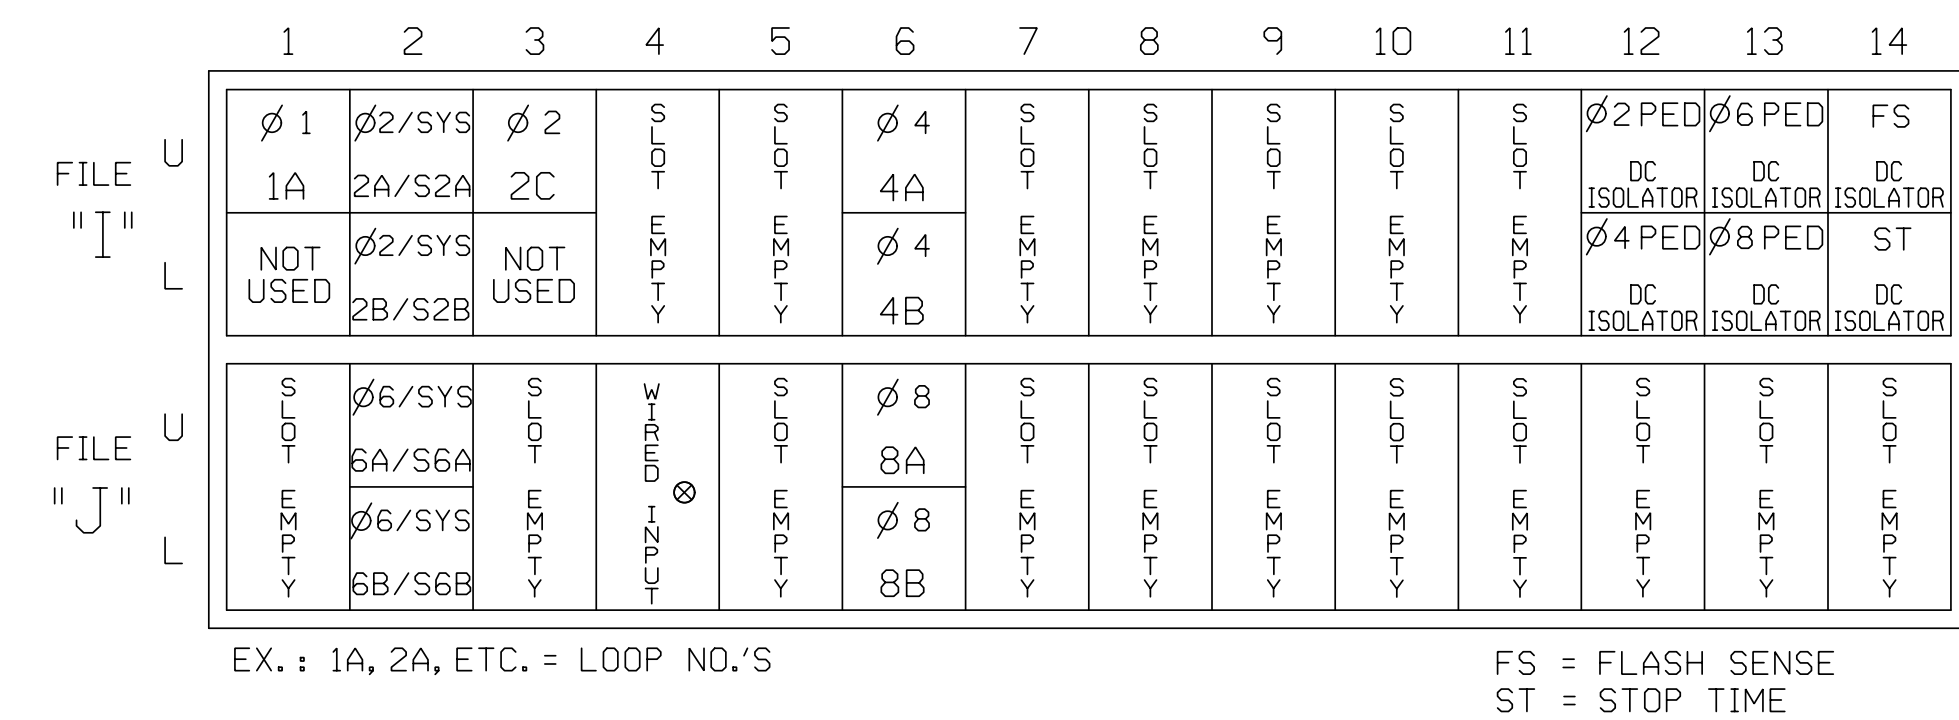 1 2 3 4 5 6 7 8 9 10 11 12 13 14
FILE "I"
U
L
Ø 1
1A
NOT USED
Ø2/SYS
2A/S2A
Ø2/SYS
2B/S2B
Ø 2
2C
NOT USED
SLOT EMPTY
SLOT EMPTY
Ø 4
4A
Ø 4
4B
SLOT EMPTY
SLOT EMPTY
SLOT EMPTY
SLOT EMPTY
SLOT EMPTY
Ø2 PED
DC
ISOLATOR
Ø4 PED
DC
ISOLATOR
Ø6 PED
DC
ISOLATOR
Ø8 PED
DC
ISOLATOR
FS
DC
ISOLATOR
ST
DC
ISOLATOR
FILE "J"
U
L
SLOT EMPTY
Ø6/SYS
6A/S6A
Ø6/SYS
6B/S6B
SLOT EMPTY
WIRED INPUT
SLOT EMPTY
Ø 8
8A
Ø 8
8B
SLOT EMPTY
SLOT EMPTY
SLOT EMPTY
SLOT EMPTY
SLOT EMPTY
SLOT EMPTY
SLOT EMPTY
SLOT EMPTY
EX.: 1A, 2A, ETC. = LOOP NO.'S
FS = FLASH SENSE
ST = STOP TIME